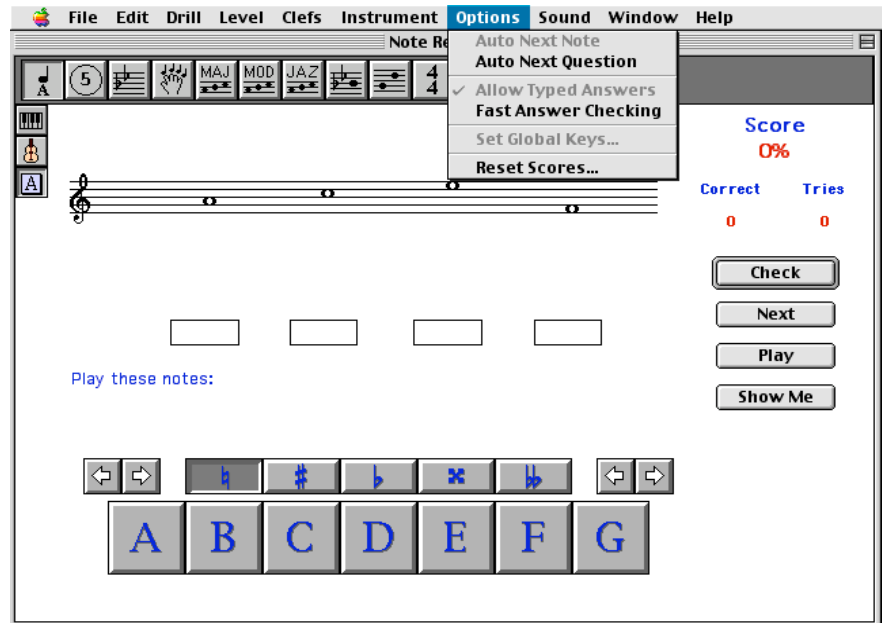 File Edit Drill Level Clefs Instrument Options Sound Window Help
Note Re
Auto Next Note
Auto Next Question
✓ Allow Typed Answers
Fast Answer Checking
Set Global Keys...
Reset Scores...
A 5 MAJ MOD JAZ 4 4
A
Score
0%
Correct Tries
0 0
Check
Next
Play
Show Me
Play these notes:
♮ ♯ ♭ 𝄪 𝄫
A B C D E F G